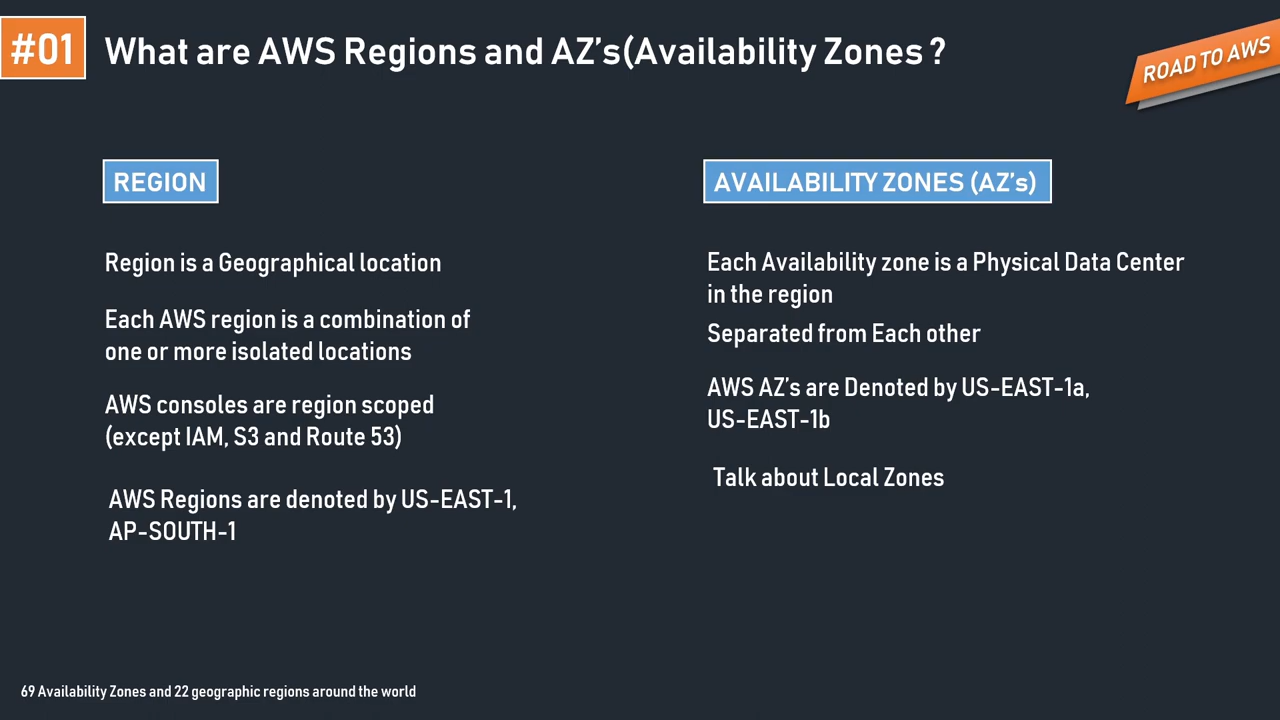 #01
What are AWS Regions and AZ's(Availability Zones ?
ROAD TO AWS
REGION
Region is a Geographical location
Each AWS region is a combination of
one or more isolated locations
AWS consoles are region scoped
(except IAM, S3 and Route 53)
AWS Regions are denoted by US-EAST-1,
AP-SOUTH-1
AVAILABILITY ZONES (AZ's)
Each Availability zone is a Physical Data Center
in the region
Separated from Each other
AWS AZ's are Denoted by US-EAST-1a,
US-EAST-1b
Talk about Local Zones
69 Availability Zones and 22 geographic regions around the world